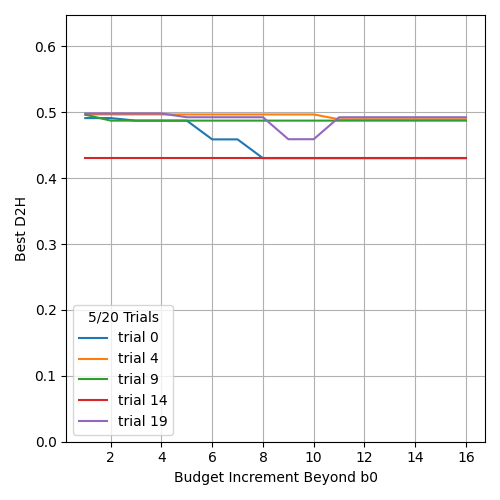 0.6
0.5
0.4
0.3
0.2
0.1
0.0
Best D2H
5/20 Trials
trial 0
trial 4
trial 9
trial 14
trial 19
2 4 6 8 10 12 14 16
Budget Increment Beyond b0